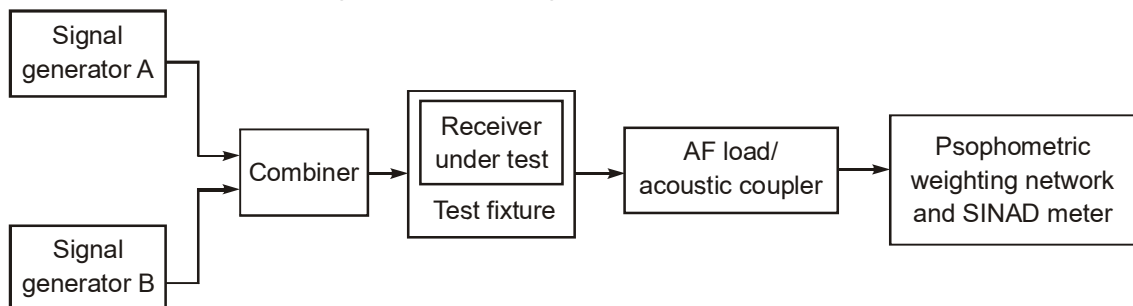 Signal
generator A
Combiner
Receiver
under test
Test fixture
AF load/
acoustic coupler
Psophometric
weighting network
and SINAD meter
Signal
generator B